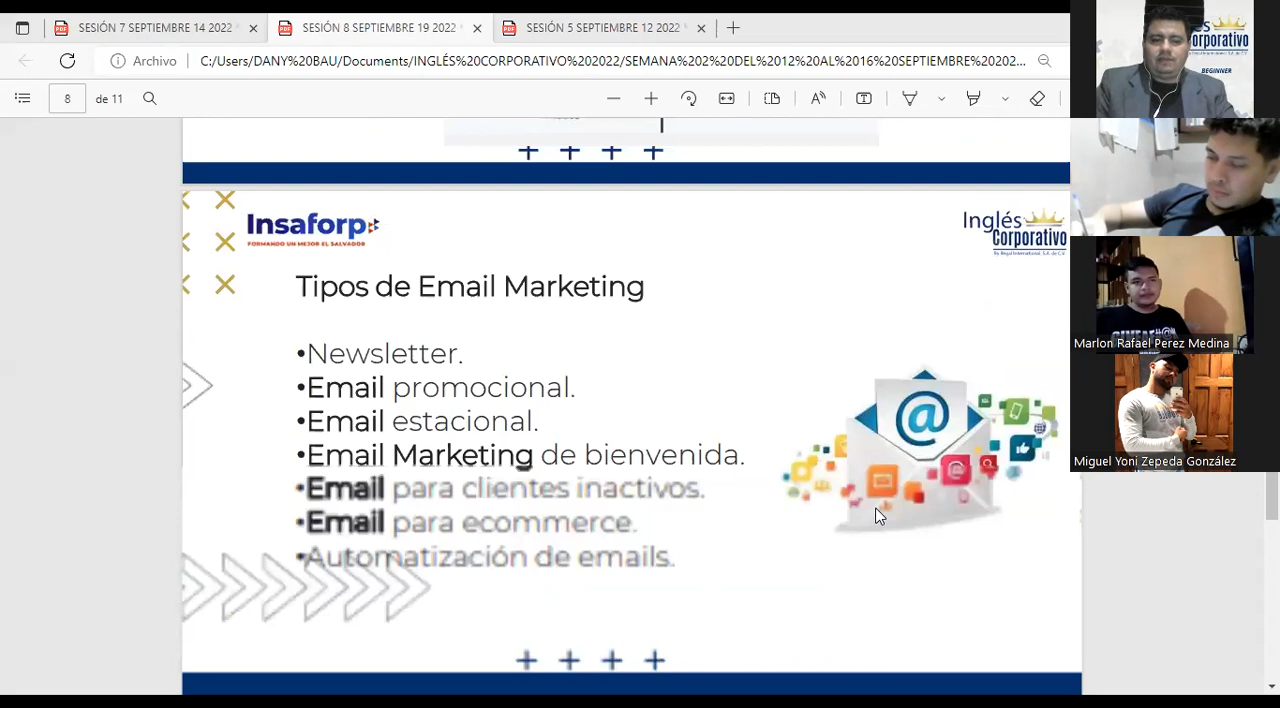 SESIÓN 7 SEPTIEMBRE 14 2022
SESIÓN 8 SEPTIEMBRE 19 2022
SESIÓN 5 SEPTIEMBRE 12 2022
Archivo
C:/Users/DANY%20BAU/Documents/INGLÉS%20CORPORATIVO%202022/SEMANA%202%20DEL%2012%20AL%2016%20SEPTIEMBRE%20202...
8
de 11
Insaforp
FORMANDO UN MEJOR EL SALVADOR
Inglés
Corporativo
Tipos de Email Marketing
•Newsletter.
•Email promocional.
•Email estacional.
•Email Marketing de bienvenida.
•Email para clientes inactivos.
•Email para ecommerce.
•Automatización de emails.
BEGINNER
Marlon Rafael Perez Medina
Miguel Yoni Zepeda González